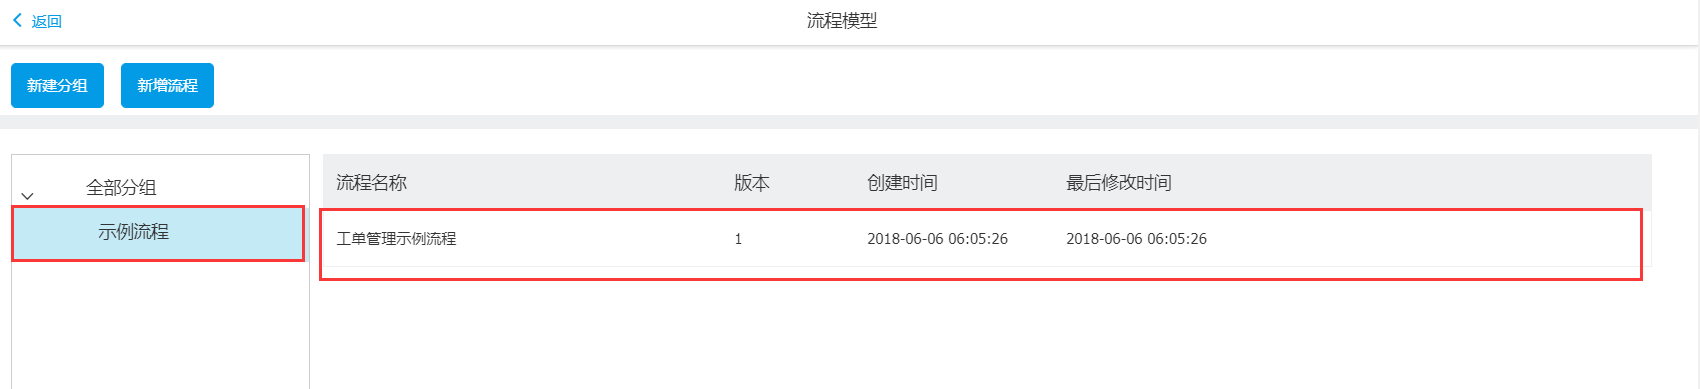 返回
流程模型
新建分组 新增流程
全部分组
示例流程
流程名称 版本 创建时间 最后修改时间
工单管理示例流程 1 2018-06-06 06:05:26 2018-06-06 06:05:26